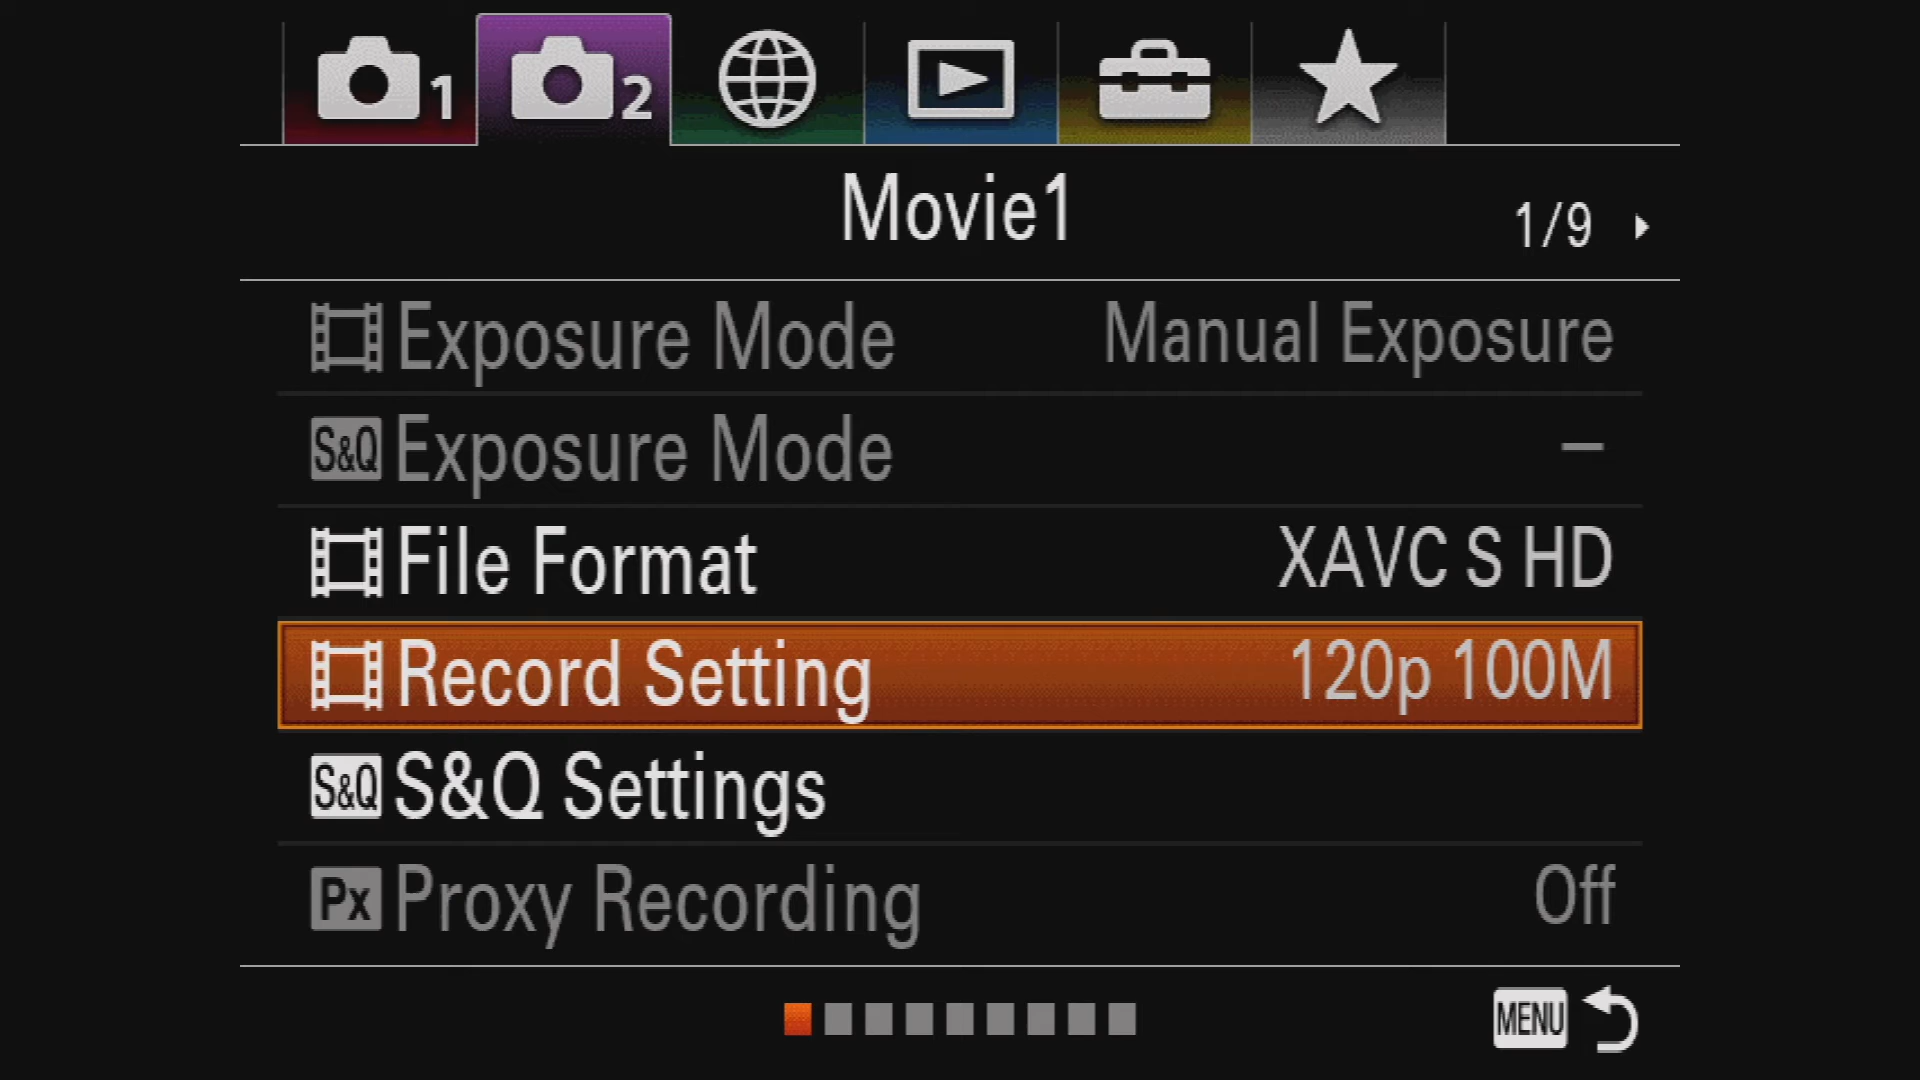 1 2
Movie1 1/9
Exposure Mode Manual Exposure
S&Q Exposure Mode –
File Format XAVC S HD
Record Setting 120p 100M
S&Q S&Q Settings
Px Proxy Recording Off
MENU